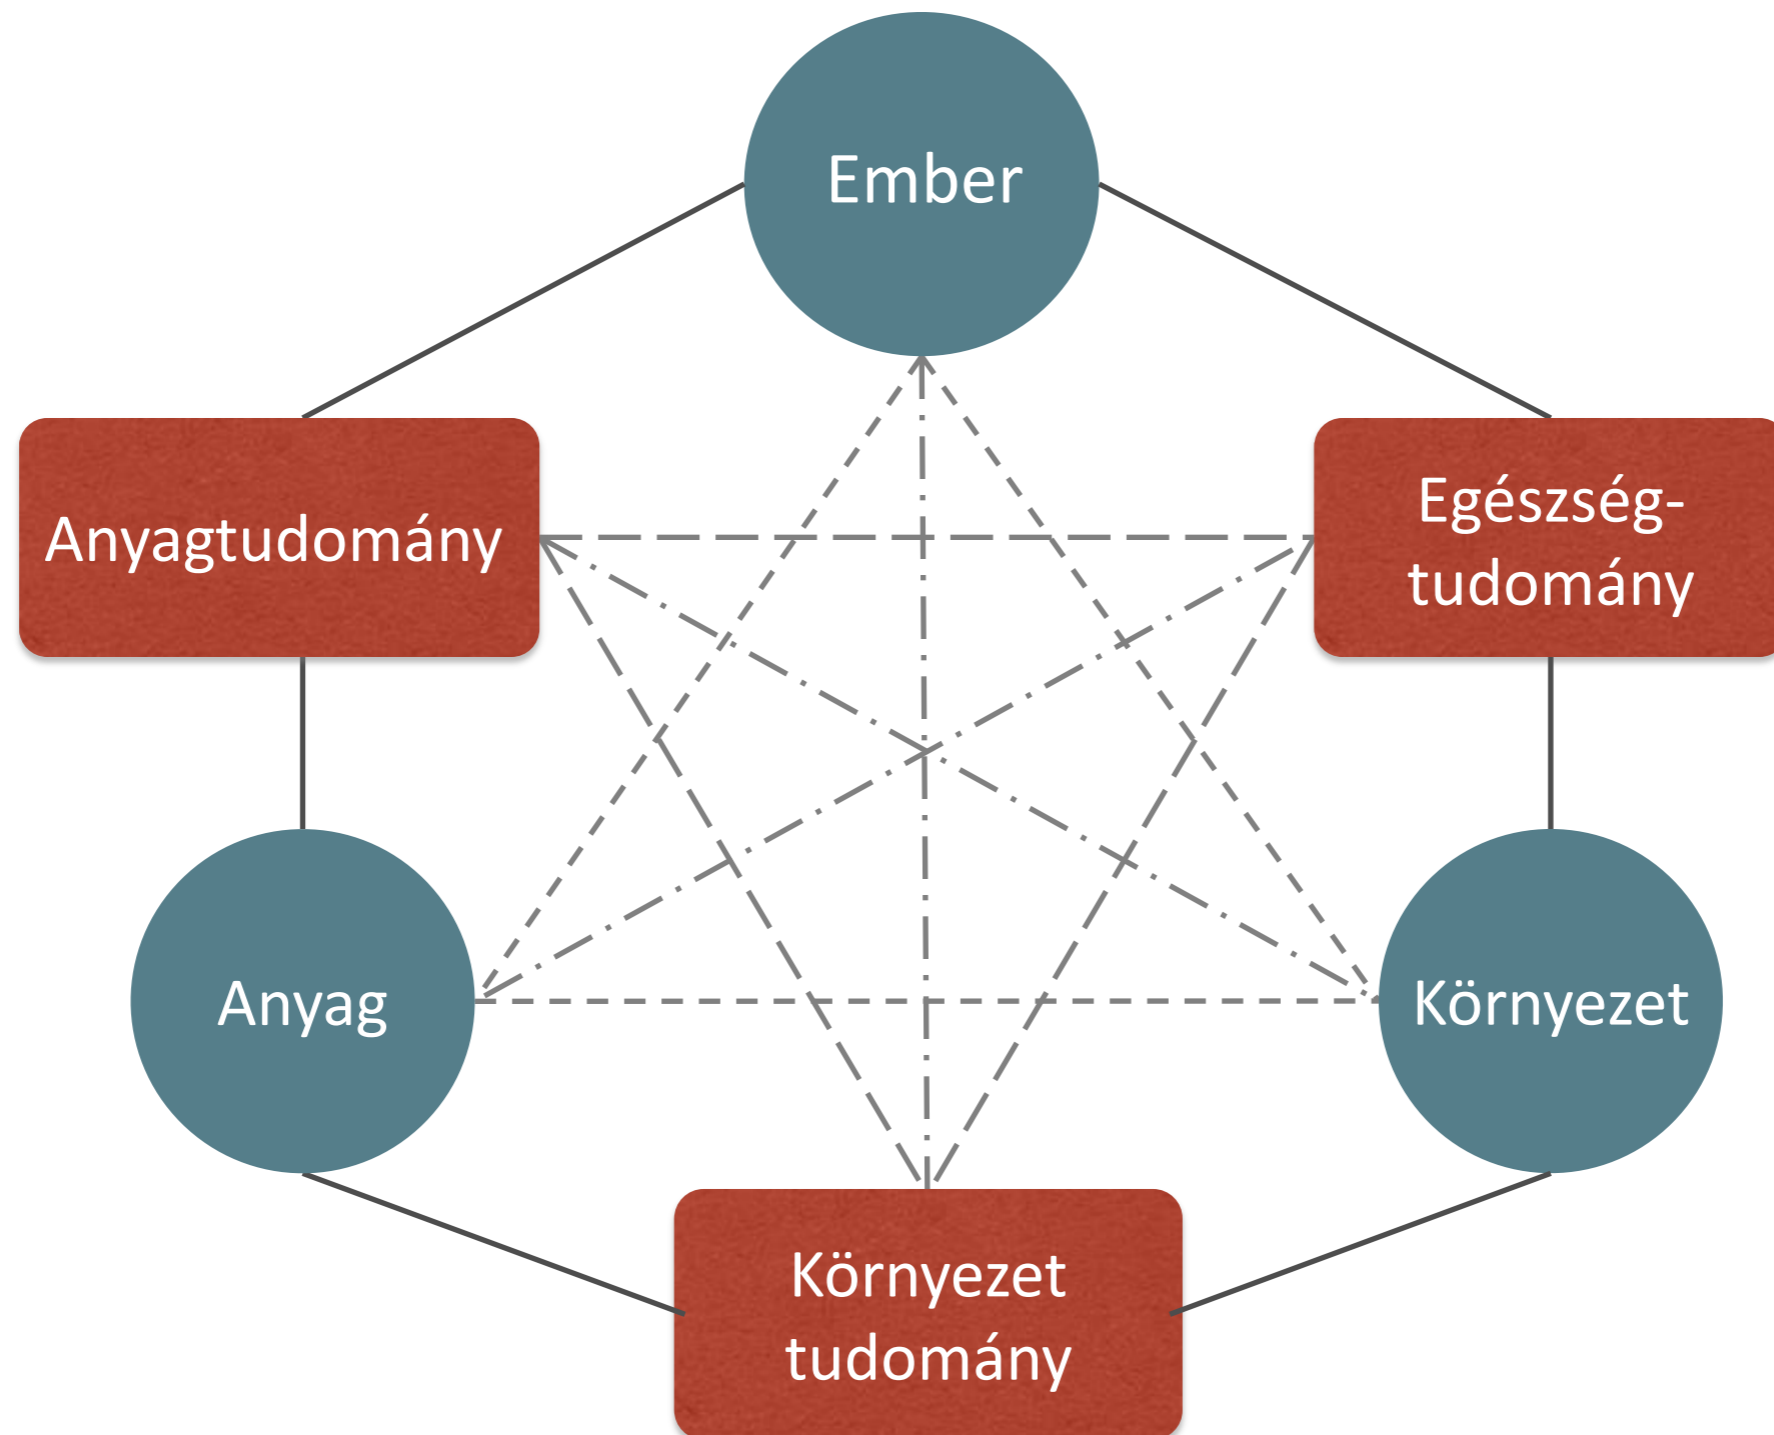 Ember
Anyagtudomány
Egészség-
tudomány
Anyag
Környezet
Környezet
tudomány